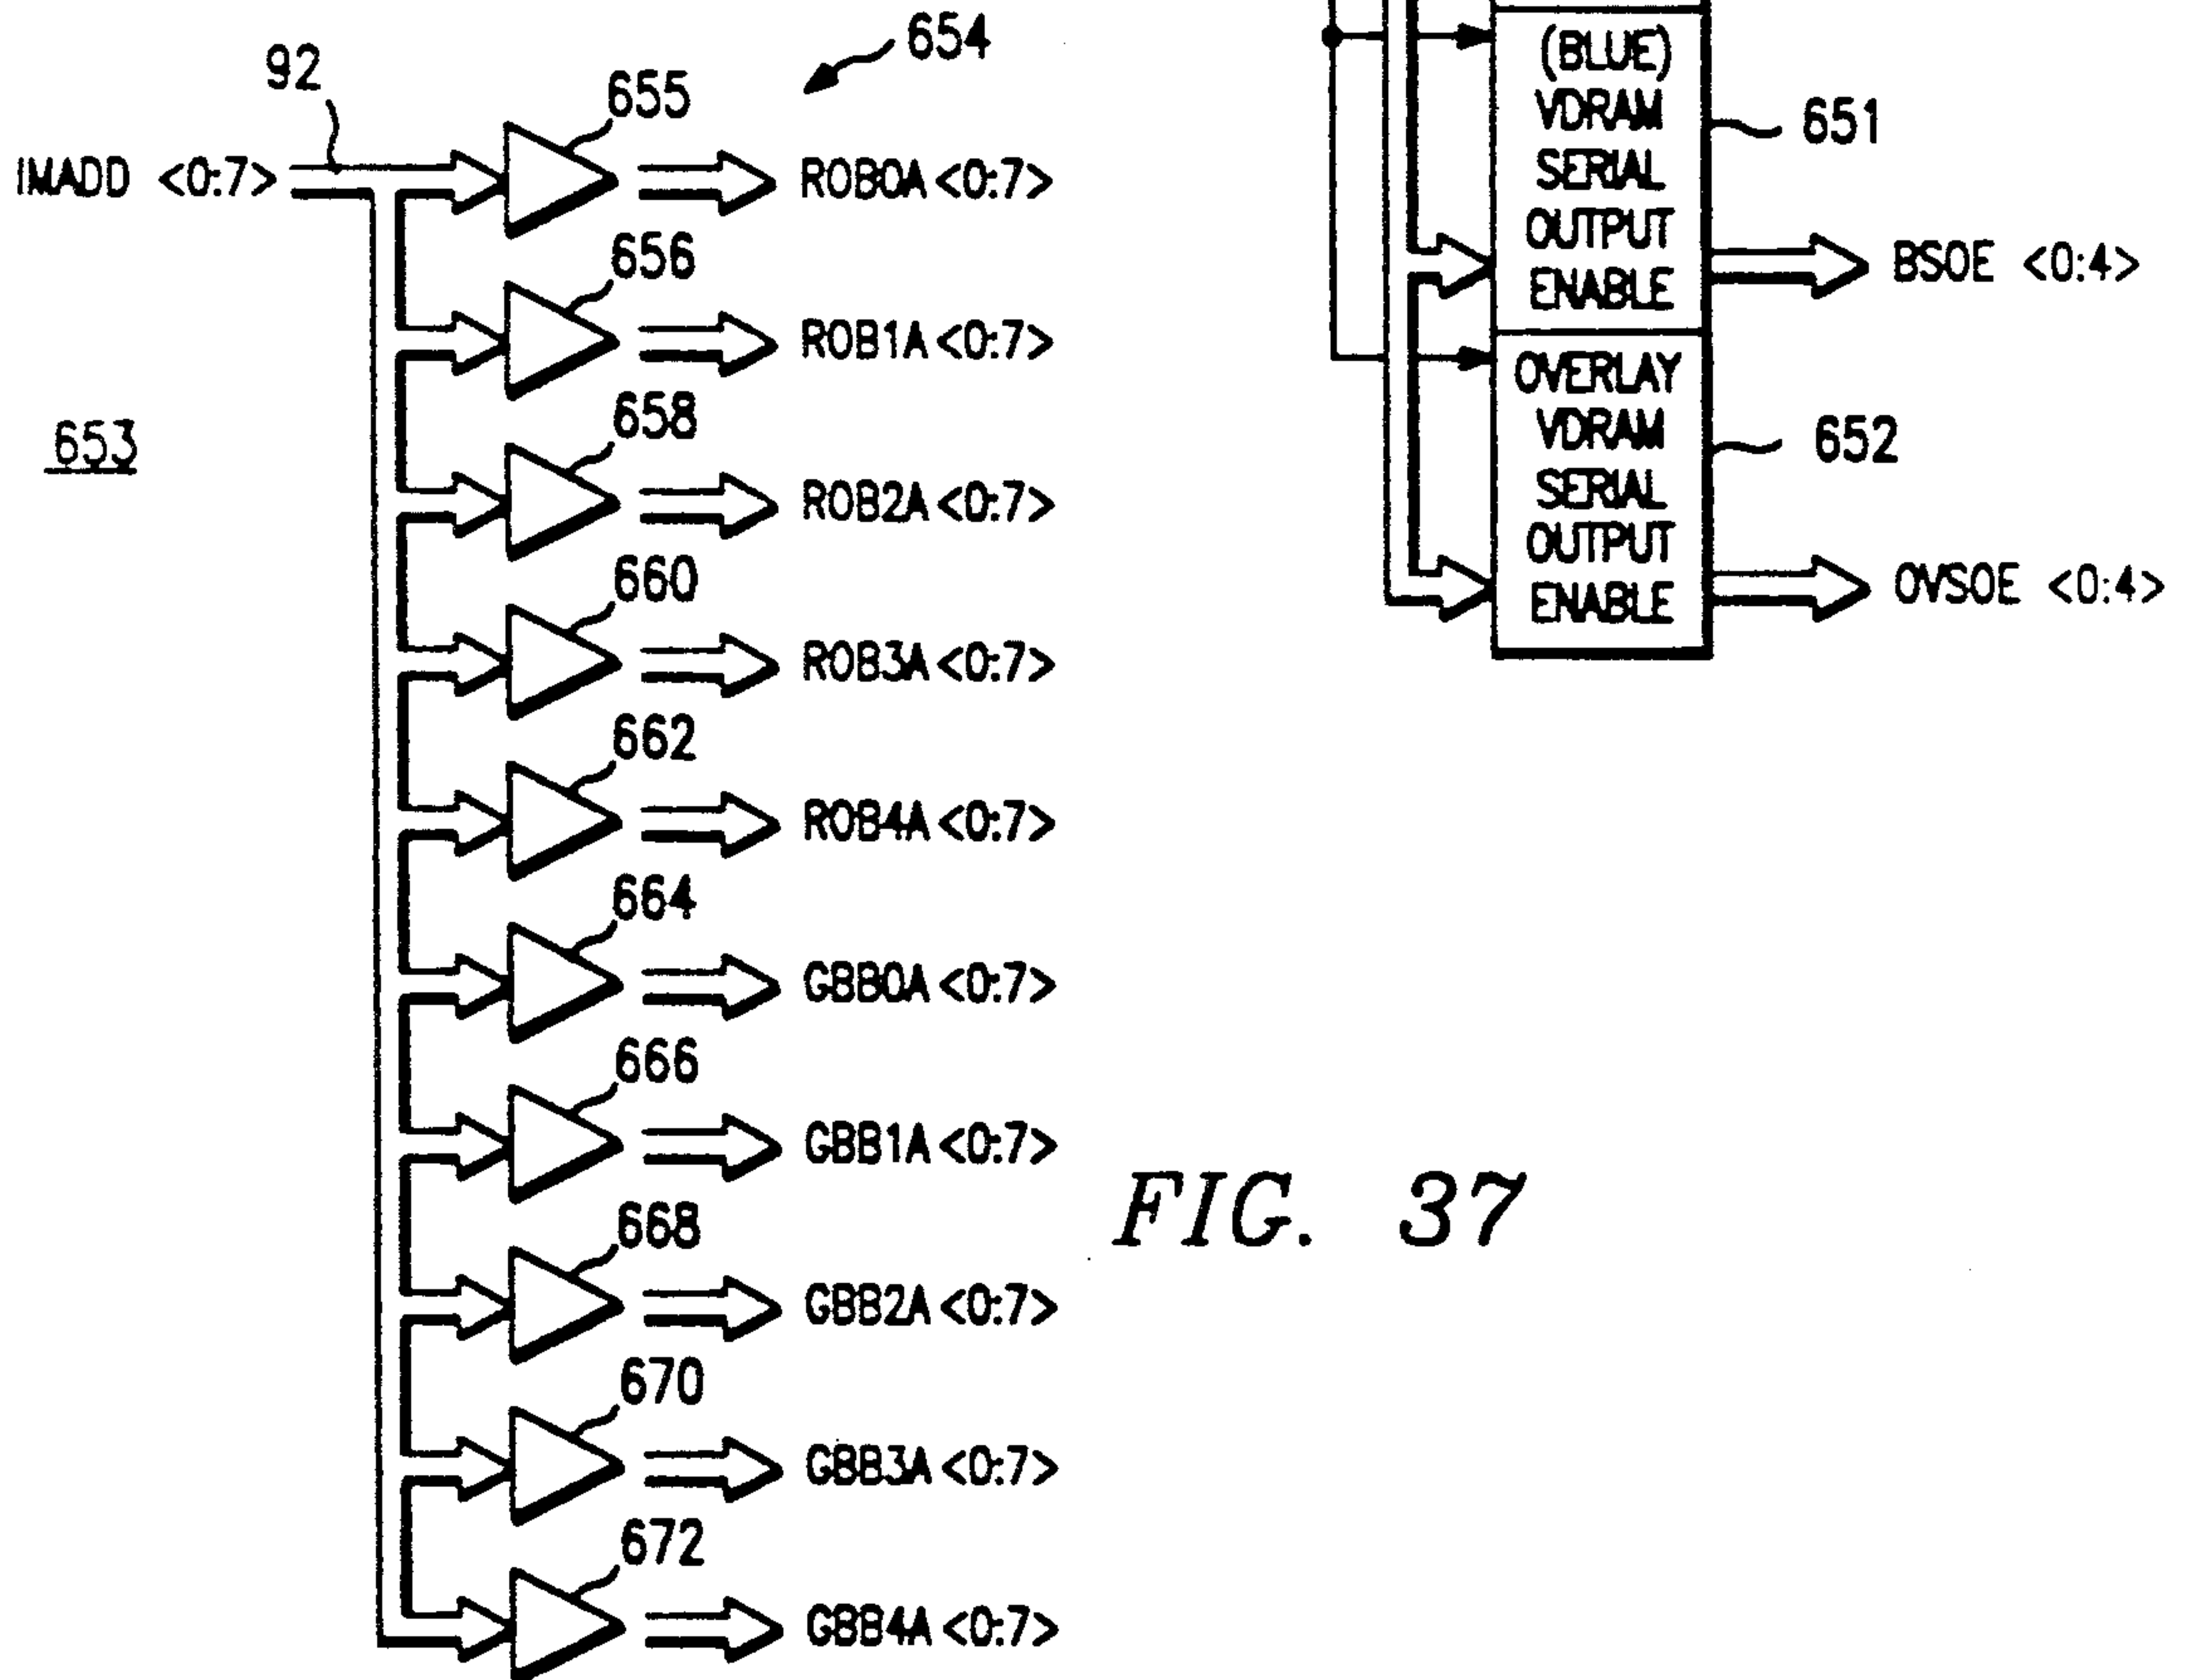 654
92
655
IMADD <0:7>
ROB0A<0:7>
656
ROB1A<0:7>
653
658
ROB2A<0:7>
660
ROB3A<0:7>
662
ROB4A<0:7>
664
GBB0A<0:7>
666
GBB1A<0:7>
668
GBB2A<0:7>
670
GBB3A<0:7>
672
GBB4A<0:7>
(BLUE)
VDRAM
SERIAL
OUTPUT
ENABLE
651
BSOE <0:4>
OVERLAY
VDRAM
SERIAL
OUTPUT
ENABLE
652
OVSOE <0:4>
FIG. 37